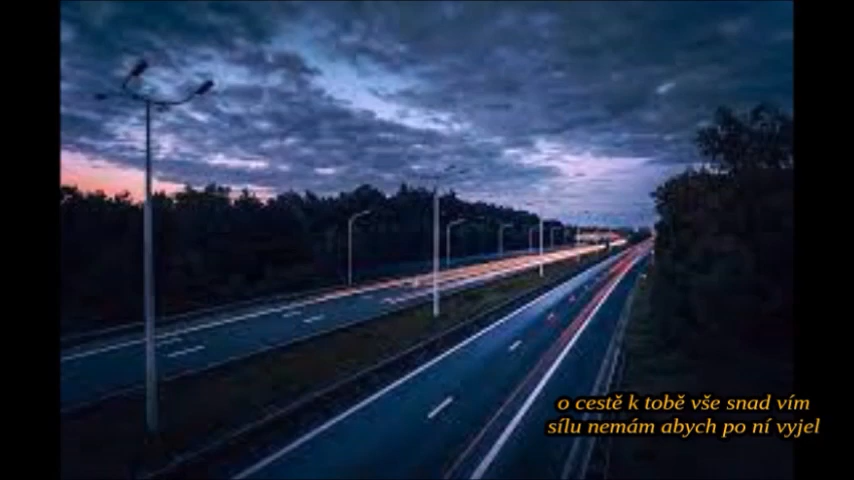 o cestě k tobě vše snad vím
sílu nemám abych po ní vyjel